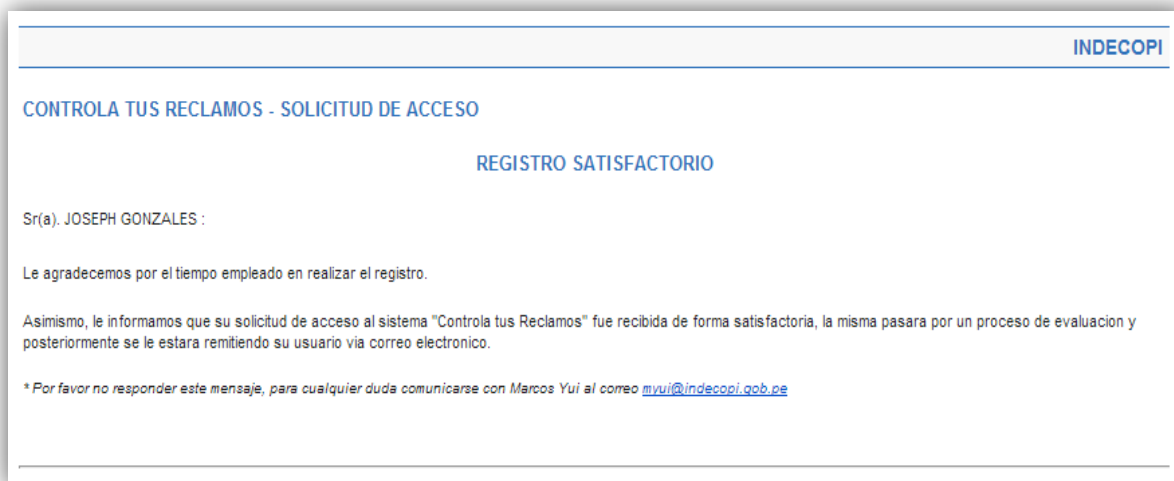 INDECOPI
CONTROLA TUS RECLAMOS - SOLICITUD DE ACCESO
REGISTRO SATISFACTORIO
Sr(a). JOSEPH GONZALES :
Le agradecemos por el tiempo empleado en realizar el registro.
Asimismo, le informamos que su solicitud de acceso al sistema "Controla tus Reclamos" fue recibida de forma satisfactoria, la misma pasara por un proceso de evaluacion y
posteriormente se le estara remitiendo su usuario via correo electronico.
* Por favor no responder este mensaje, para cualquier duda comunicarse con Marcos Yui al correo myui@indecopi.gob.pe